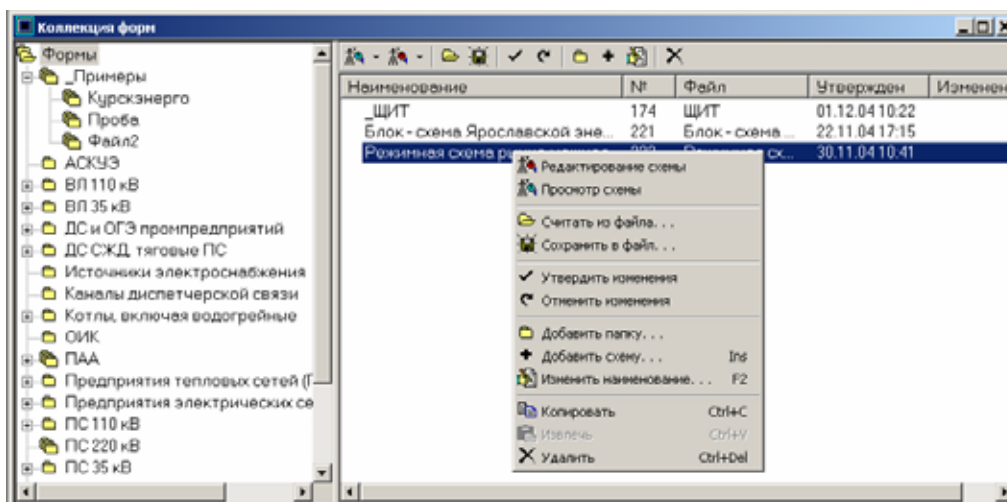 Коллекция форм
Формы
_Примеры
Курскэнерго
Проба
Файл2
АСКУЭ
ВЛ 110 кВ
ВЛ 35 кВ
ДС и ОГЭ промпредприятий
ДС СЖД, тяговые ПС
Источники электроснабжения
Каналы диспетчерской связи
Котлы, включая водогрейные
ОИК
ПАА
Предприятия тепловых сетей (Г
Предприятия электрических се
ПС 110 кВ
ПС 220 кВ
ПС 35 кВ
Наименование № Файл Утвержден Изменен
_ЩИТ 174 ЩИТ 01.12.04 10:22
Блок-схема Ярославской эне... 221 Блок-схема ... 22.11.04 17:15
Режимная схема 30.11.04 10:41
Редактирование схемы
Просмотр схемы
Считать из файла...
Сохранить в файл...
Утвердить изменения
Отменить изменения
Добавить папку...
Добавить схему... Ins
Изменить наименование... F2
Копировать Ctrl+C
Извлечь Ctrl+V
Удалить Ctrl+Del